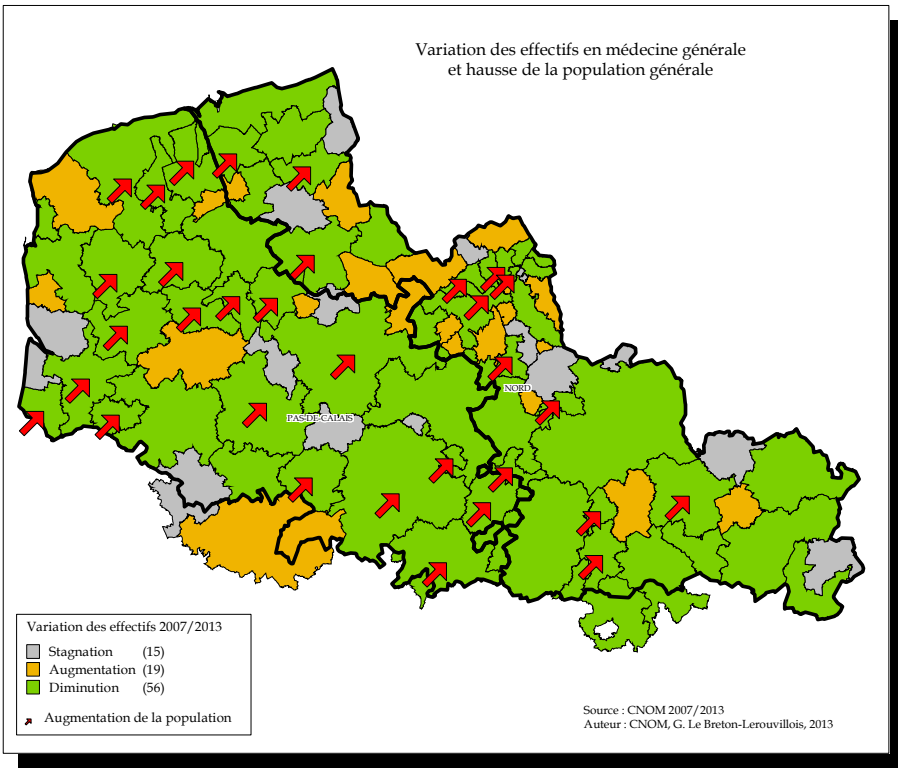 Variation des effectifs en médecine générale
et hausse de la population générale
NORD
PAS-DE-CALAIS
Variation des effectifs 2007/2013
Stagnation (15)
Augmentation (19)
Diminution (56)
Augmentation de la population
Source : CNOM 2007/2013
Auteur : CNOM, G. Le Breton-Lerouvillois, 2013